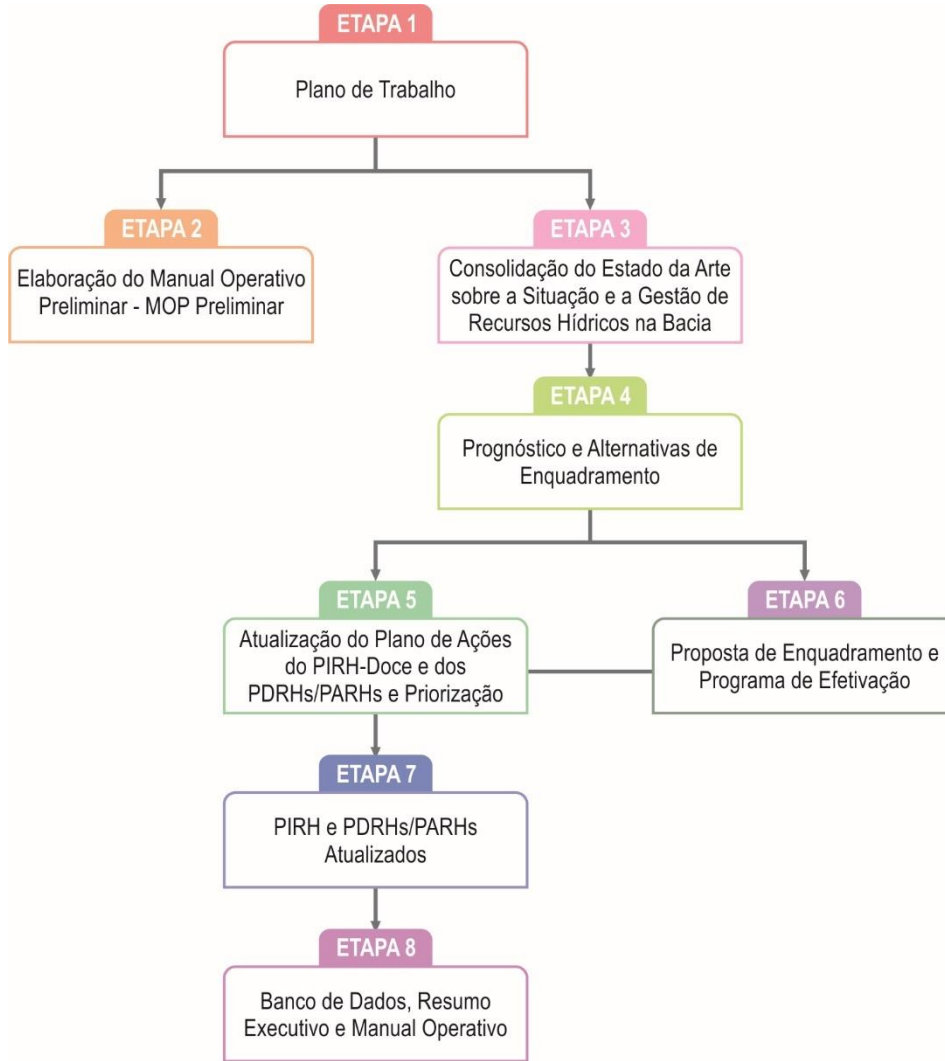 ETAPA 1
Plano de Trabalho
ETAPA 2
Elaboração do Manual Operativo
Preliminar - MOP Preliminar
ETAPA 3
Consolidação do Estado da Arte
sobre a Situação e a Gestão de
Recursos Hídricos na Bacia
ETAPA 4
Prognóstico e Alternativas de
Enquadramento
ETAPA 5
Atualização do Plano de Ações
do PIRH-Doce e dos
PDRHs/PARHs e Priorização
ETAPA 6
Proposta de Enquadramento e
Programa de Efetivação
ETAPA 7
PIRH e PDRHs/PARHs
Atualizados
ETAPA 8
Banco de Dados, Resumo
Executivo e Manual Operativo